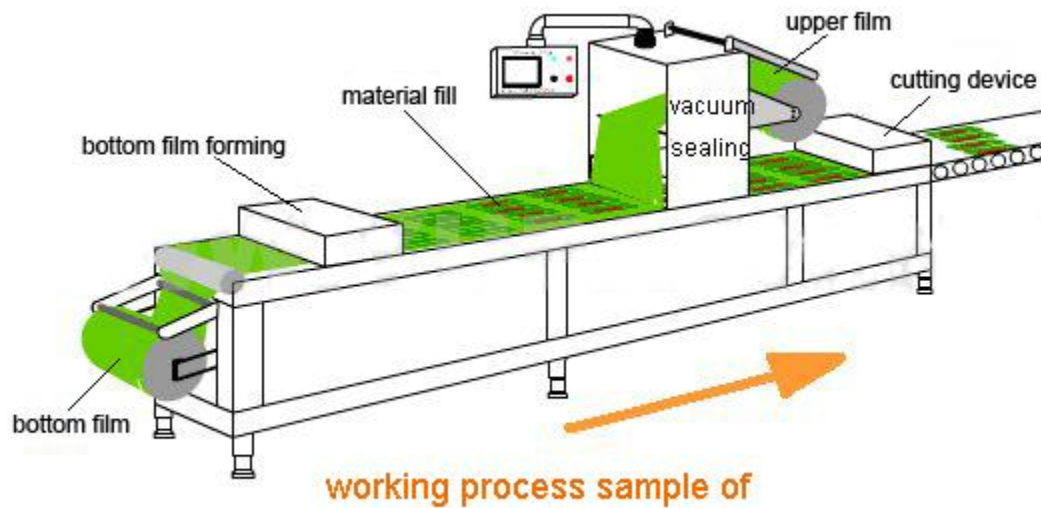 upper film
cutting device
material fill
vacuum
sealing
bottom film forming
bottom film
working process sample of